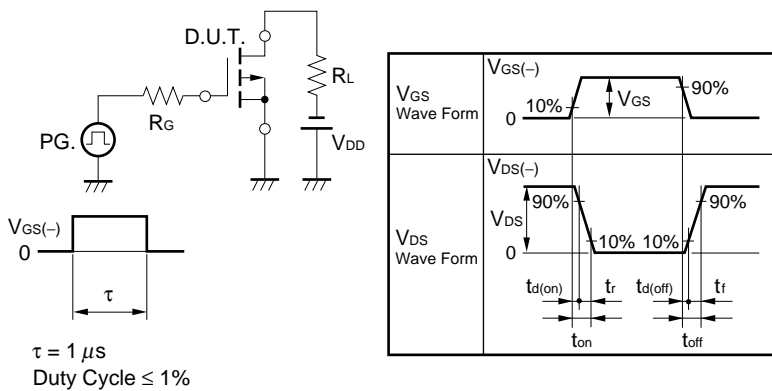 D.U.T.
RL
RG
PG.
VDD
VGS(−)
0
τ
τ = 1 μs
Duty Cycle ≤ 1%
VGS
Wave Form
VGS(−)
10%
VGS
90%
0
VDS
Wave Form
VDS(−)
90%
VDS
90%
10% 10%
0
td(on) tr td(off) tf
ton toff